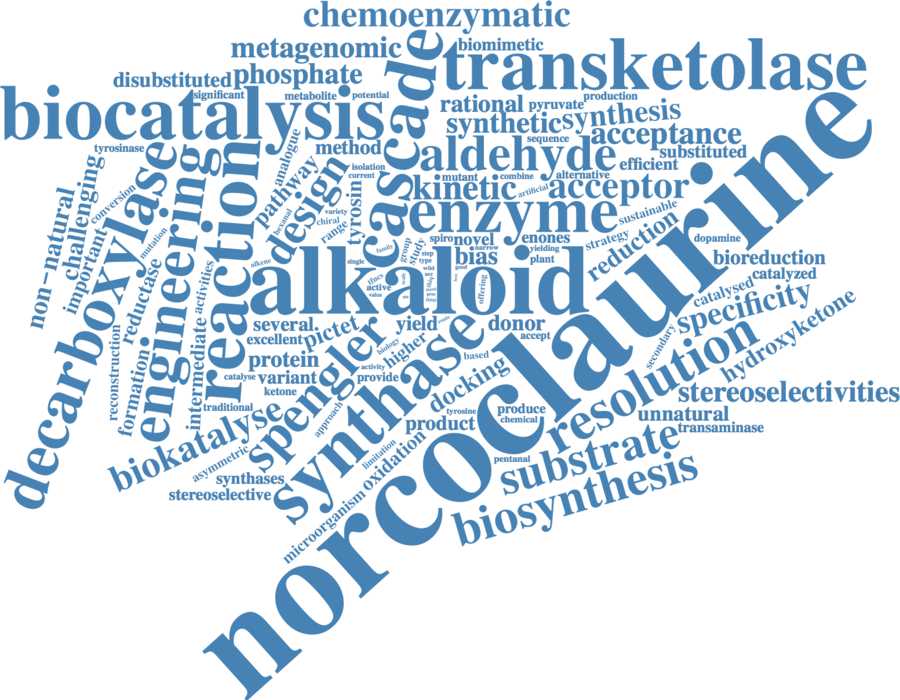 chemoenzymatic
metagenomic
biomimetic
cascade
transketolase
disubstituted
phosphate
significant
metabolite
potential
biocatalysis
rational
pyruvate
production
synthetic
synthesis
sequence
acceptance
tyrosinase
method
aldehyde
substituted
efficient
analogue
isolation
current
mutant
combine
alternative
kinetic
artificial
acceptor
non-natural
challenging
important
conversion
decarboxylase
mutation
engineering
reaction
pathway
design
hexanal
variety
chiral
range
tyrosin
enzyme
sustainable
strategy
reduction
dopamine
norcoclaurine
spiro
novel
enones
narrow
yielding
plant
bias
family
group
study
step
type
wild
good
offering
single
alkene
active
value
alkaloid
bioreduction
catalyzed
catalysed
specificity
hydroxyketone
secondary
resolution
reductase
activities
intermediate
formation
reconstruction
several.
excellent
pictet
yield
donor
accept
biology
higher
based
protein
activity
catalyse
variant
provide
ketone
traditional
spengler
synthase
docking
approach
tyrosine
produce
chemical
product
stereoselectivities
unnatural
transaminase
biokatalyse
asymmetric
limitation
oxidation
microorganism
synthases
stereoselective
pentanal
substrate
biosynthesis